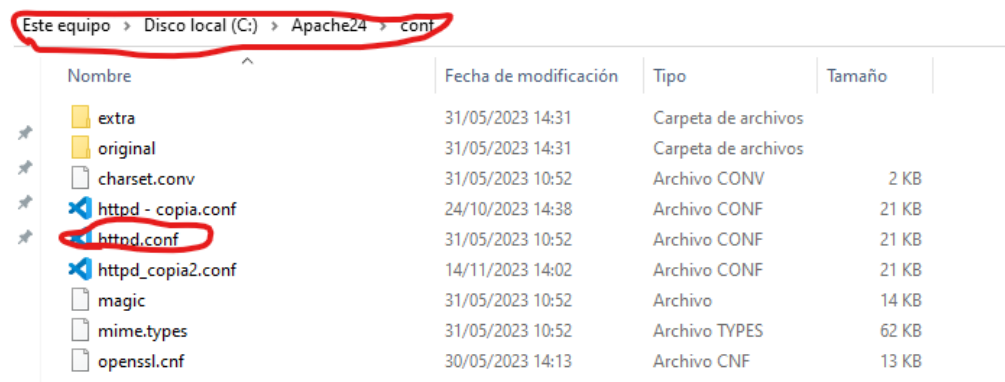 Este equipo > Disco local (C:) > Apache24 > conf
Nombre Fecha de modificación Tipo Tamaño
extra 31/05/2023 14:31 Carpeta de archivos
original 31/05/2023 14:31 Carpeta de archivos
charset.conv 31/05/2023 10:52 Archivo CONV 2 KB
httpd - copia.conf 24/10/2023 14:38 Archivo CONF 21 KB
httpd.conf 31/05/2023 10:52 Archivo CONF 21 KB
httpd_copia2.conf 14/11/2023 14:02 Archivo CONF 21 KB
magic 31/05/2023 10:52 Archivo 14 KB
mime.types 31/05/2023 10:52 Archivo TYPES 62 KB
openssl.cnf 30/05/2023 14:13 Archivo CNF 13 KB